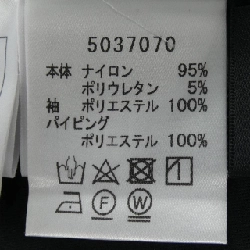 5037070
本体 ナイロン 95%
ポリウレタン 5%
袖 ポリエステル 100%
パイピング
ポリエステル 100%
F W